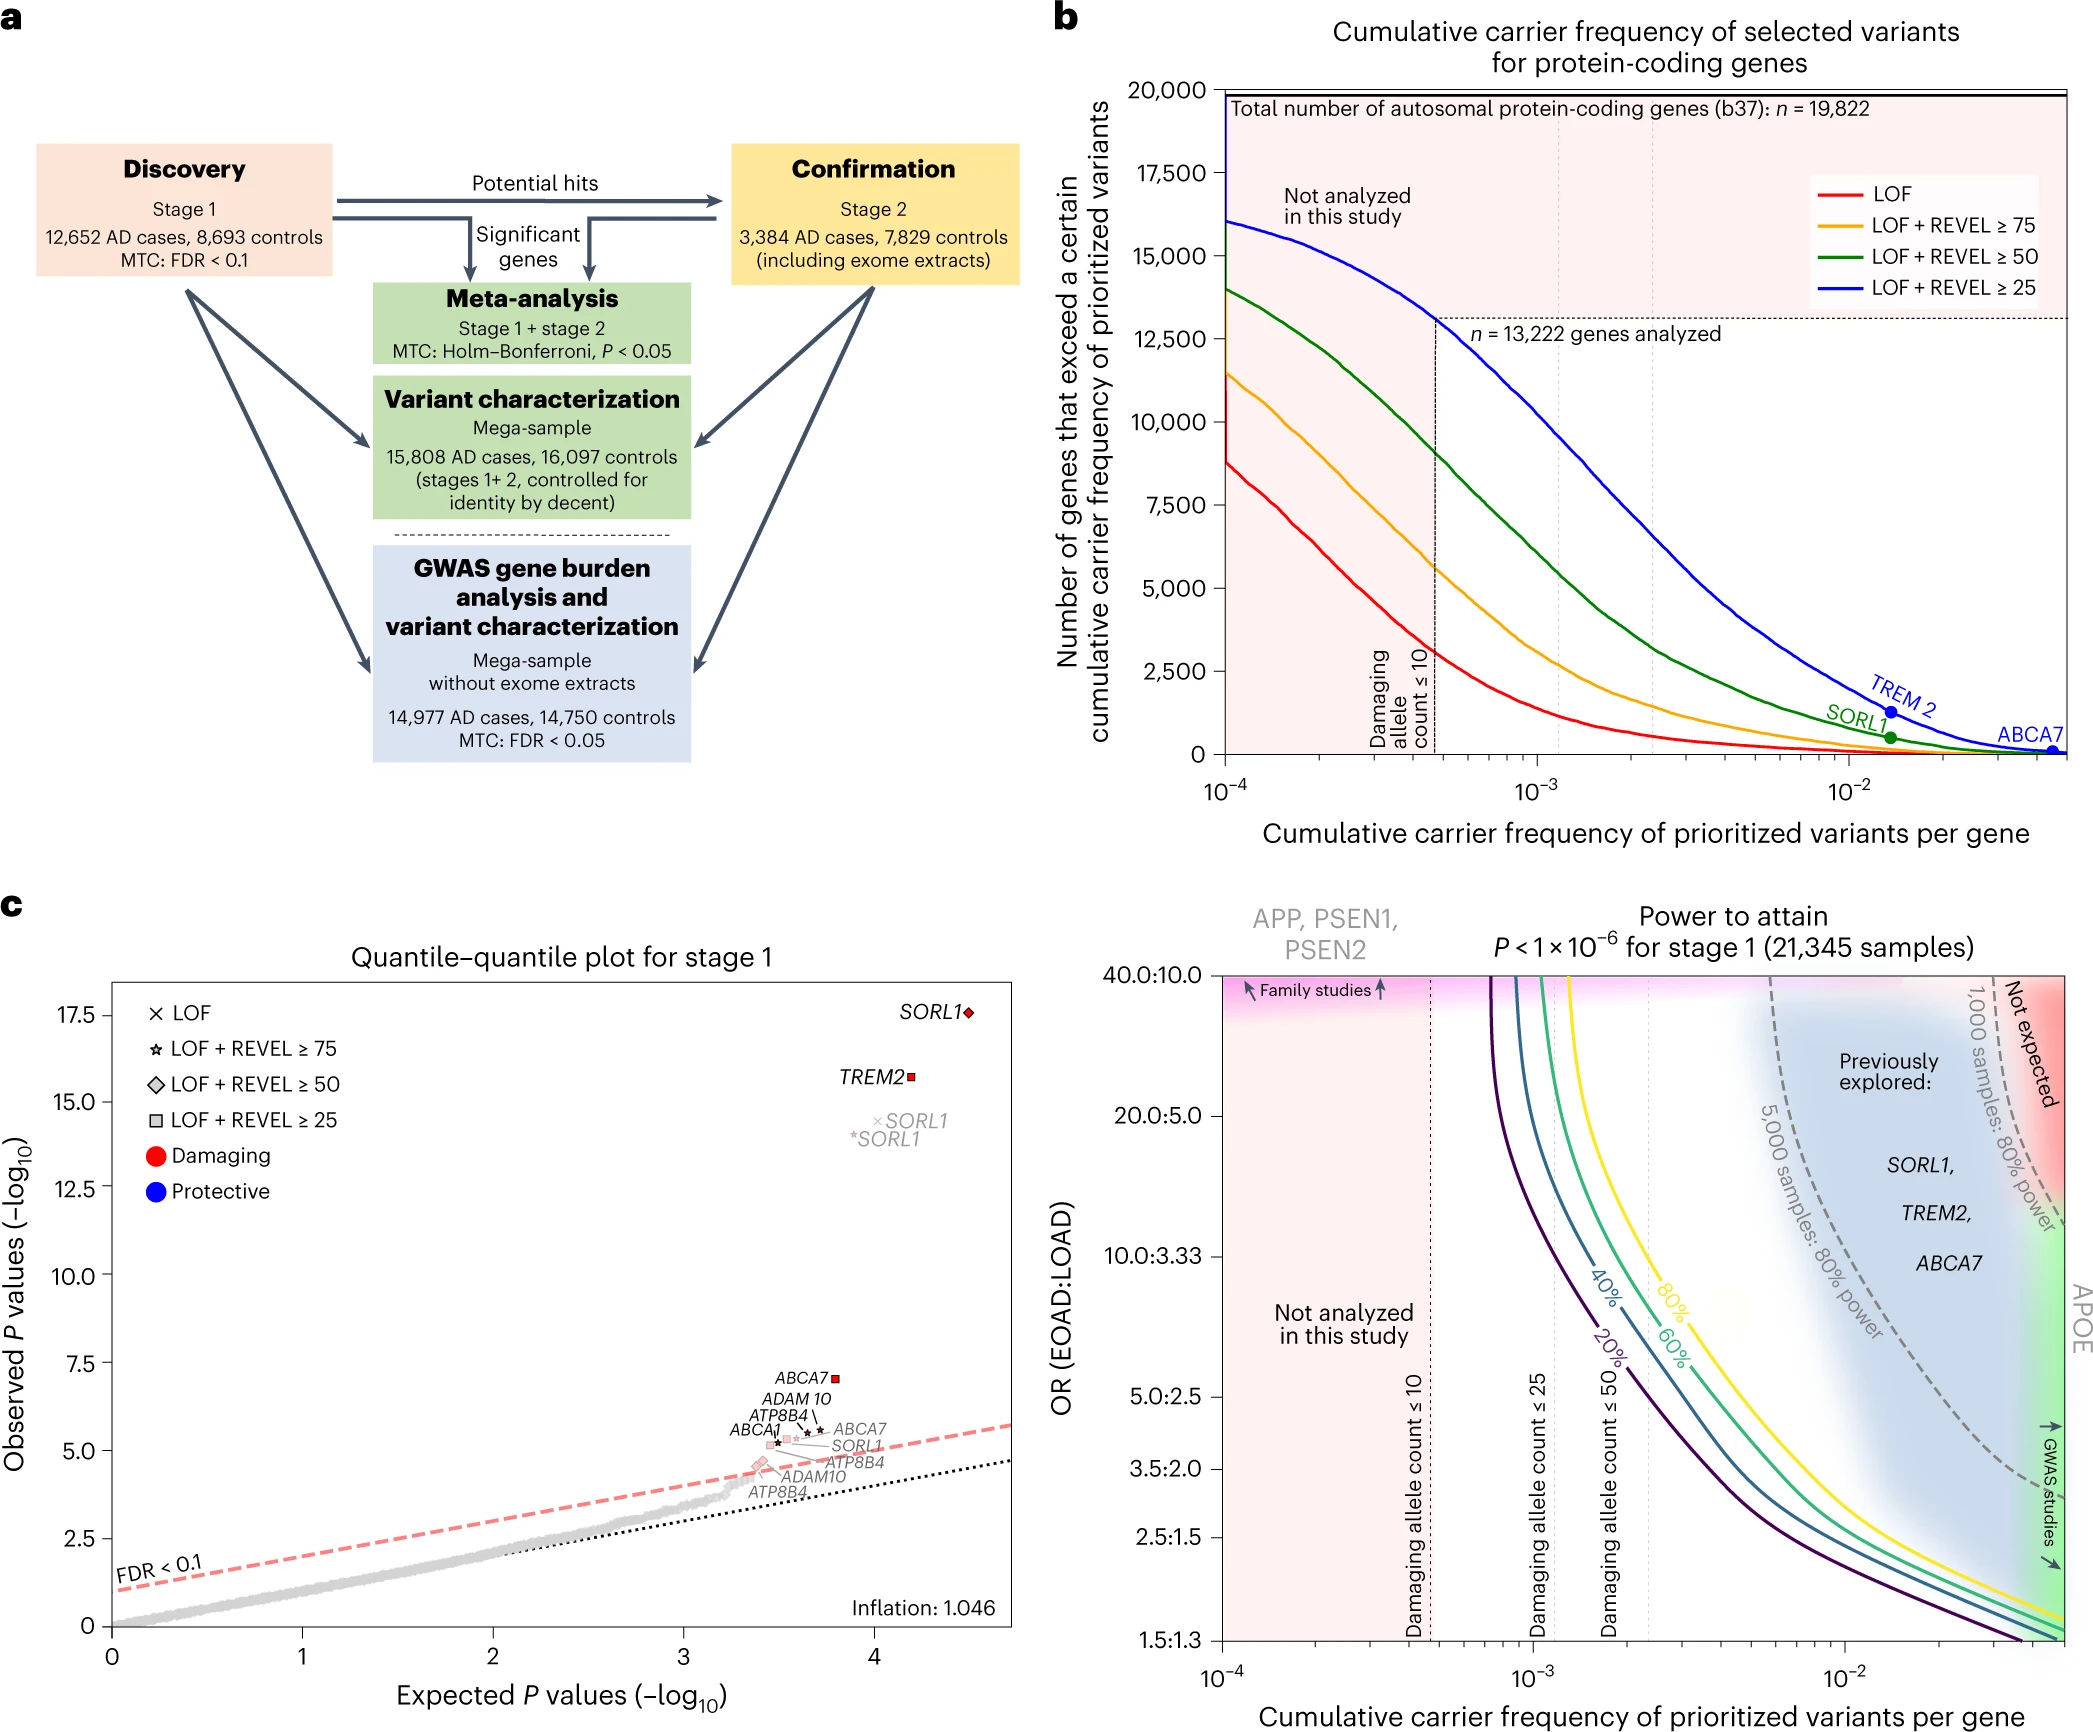 a
Discovery
Stage 1
12,652 AD cases, 8,693 controls
MTC: FDR < 0.1
Potential hits
Significant
genes
Confirmation
Stage 2
3,384 AD cases, 7,829 controls
(including exome extracts)
Meta-analysis
Stage 1 + stage 2
MTC: Holm–Bonferroni, P < 0.05
Variant characterization
Mega-sample
15,808 AD cases, 16,097 controls
(stages 1+ 2, controlled for
identity by decent)
GWAS gene burden
analysis and
variant characterization
Mega-sample
without exome extracts
14,977 AD cases, 14,750 controls
MTC: FDR < 0.05
b
Cumulative carrier frequency of selected variants
for protein-coding genes
Number of genes that exceed a certain
cumulative carrier frequency of prioritized variants
20,000
17,500
15,000
12,500
10,000
7,500
5,000
2,500
0
Total number of autosomal protein-coding genes (b37): n = 19,822
Not analyzed
in this study
LOF
LOF + REVEL ≥ 75
LOF + REVEL ≥ 50
LOF + REVEL ≥ 25
n = 13,222 genes analyzed
Damaging
allele
count ≤ 10
TREM 2
SORL1
ABCA7
10⁻⁴
10⁻³
10⁻²
Cumulative carrier frequency of prioritized variants per gene
c
Quantile–quantile plot for stage 1
Observed P values (–log₁₀)
17.5
15.0
12.5
10.0
7.5
5.0
2.5
0
LOF
LOF + REVEL ≥ 75
LOF + REVEL ≥ 50
LOF + REVEL ≥ 25
Damaging
Protective
SORL1
TREM2
SORL1
SORL1
ABCA7
ADAM 10
ATP8B4
ABCA1
ABCA7
SORL1
ATP8B4
ADAM10
ATP8B4
FDR < 0.1
Inflation: 1.046
0
1
2
3
4
Expected P values (–log₁₀)
APP, PSEN1,
PSEN2
Power to attain
P < 1 × 10⁻⁶ for stage 1 (21,345 samples)
OR (EOAD:LOAD)
40.0:10.0
20.0:5.0
10.0:3.33
5.0:2.5
3.5:2.0
2.5:1.5
1.5:1.3
Family studies
Not analyzed
in this study
Damaging allele count ≤ 10
Damaging allele count ≤ 25
Damaging allele count ≤ 50
20%
40%
60%
80%
5,000 samples: 80% power
1,000 samples: 80% power
Not expected
Previously
explored:
SORL1,
TREM2,
ABCA7
GWAS studies
APOE
10⁻⁴
10⁻³
10⁻²
Cumulative carrier frequency of prioritized variants per gene